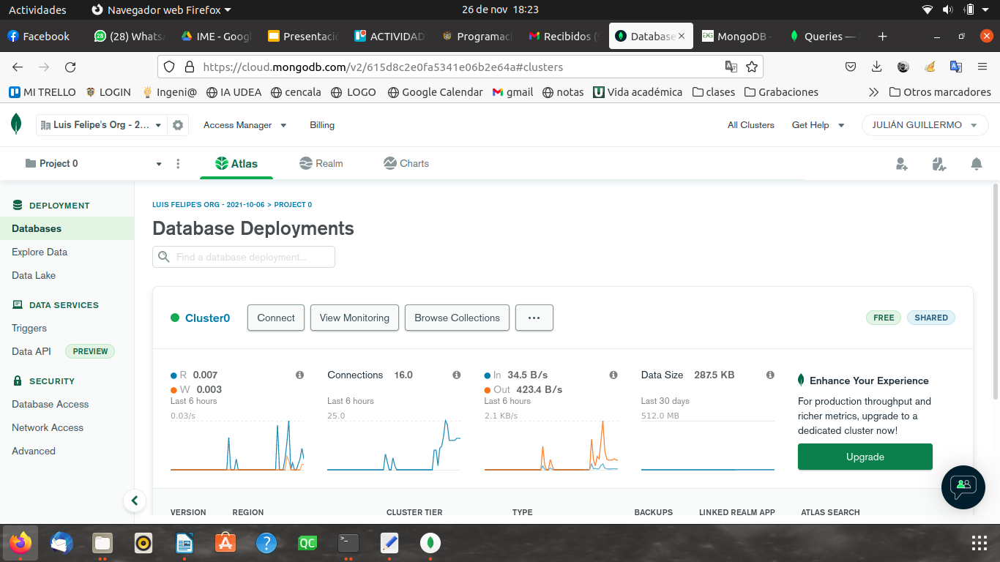 Actividades Navegador web Firefox 26 de nov 18:23
Facebook (28) Whats IME - Goog Presentaci ACTIVIDAD Programaci Recibidos ( Database MongoDB - Queries —
https://cloud.mongodb.com/v2/615d8c2e0fa5341e06b2e64a#clusters
MI TRELLO LOGIN Ingeni@ IA UDEA cencala LOGO Google Calendar gmail notas Vida académica clases Grabaciones Otros marcadores
Luis Felipe's Org - 2... Access Manager Billing All Clusters Get Help JULIÁN GUILLERMO
Project 0 Atlas Realm Charts
DEPLOYMENT
Databases
Explore Data
Data Lake
DATA SERVICES
Triggers
Data API PREVIEW
SECURITY
Database Access
Network Access
Advanced
LUIS FELIPE'S ORG - 2021-10-06 > PROJECT 0
Database Deployments
Find a database deployment...
Cluster0 Connect View Monitoring Browse Collections ... FREE SHARED
R 0.007
W 0.003
Last 6 hours
0.03/s
Connections 16.0
Last 6 hours
25.0
In 34.5 B/s
Out 423.4 B/s
Last 6 hours
2.1 KB/s
Data Size 287.5 KB
Last 30 days
512.0 MB
Enhance Your Experience
For production throughput and
richer metrics, upgrade to a
dedicated cluster now!
Upgrade
VERSION REGION CLUSTER TIER TYPE BACKUPS LINKED REALM APP ATLAS SEARCH
QC